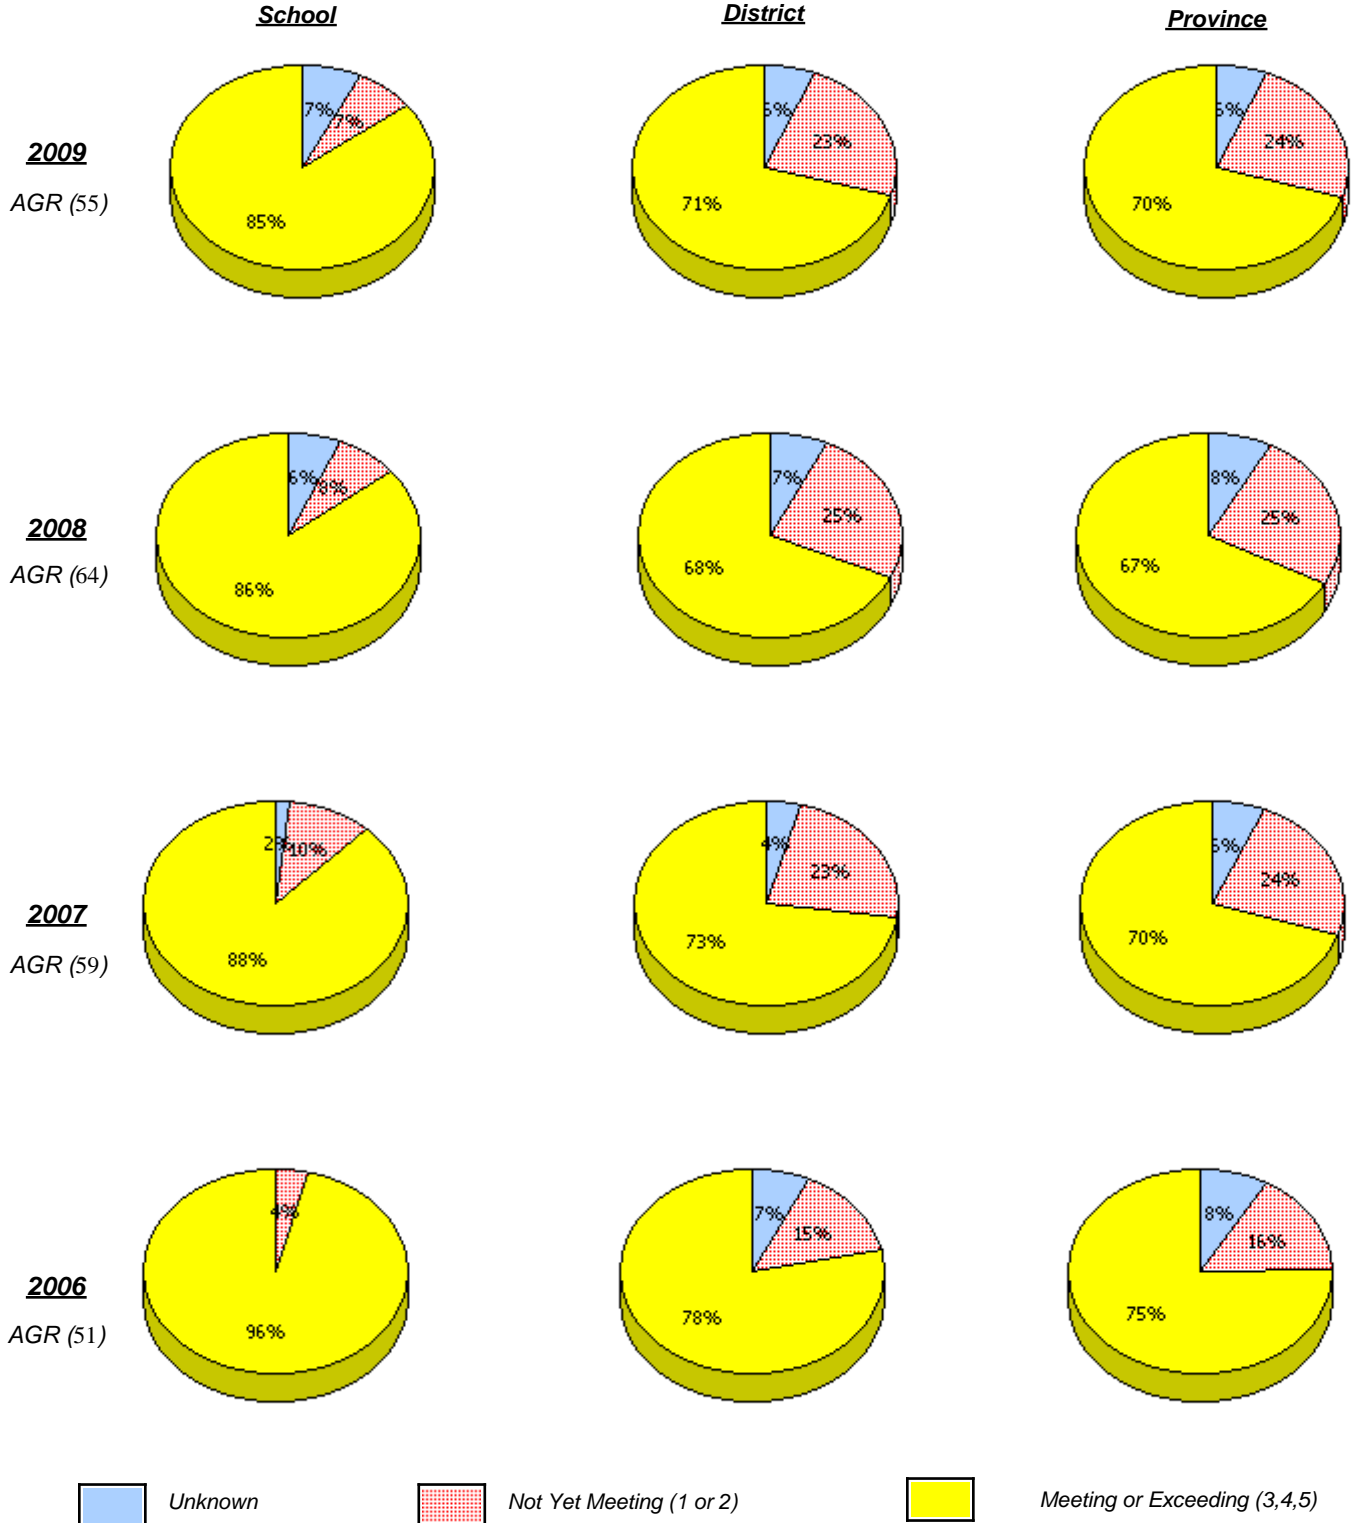 School District Province
2009
AGR (55)
7% 7% 85%
23% 71%
24% 70%
2008
AGR (64)
6% 8% 86%
7% 25% 68%
8% 25% 67%
2007
AGR (59)
2% 10% 88%
4% 23% 73%
24% 70%
2006
AGR (51)
4% 96%
7% 15% 78%
8% 16% 75%
Unknown Not Yet Meeting (1 or 2) Meeting or Exceeding (3,4,5)